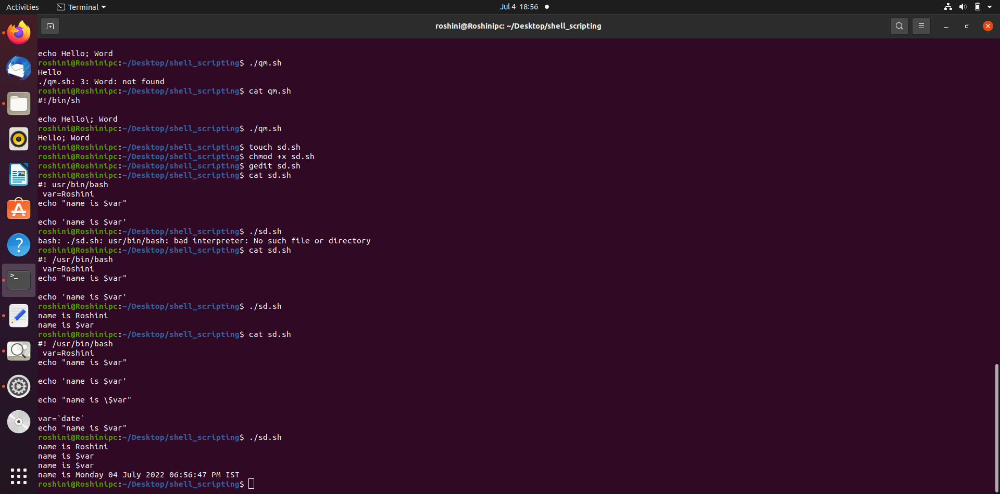 Activities
Terminal
Jul 4 18:56
roshini@Roshinipc: ~/Desktop/shell_scripting
echo Hello; Word
roshini@Roshinipc:~/Desktop/shell_scripting$ ./qm.sh
Hello
./qm.sh: 3: Word: not found
roshini@Roshinipc:~/Desktop/shell_scripting$ cat qm.sh
#!/bin/sh
echo Hello\; Word
roshini@Roshinipc:~/Desktop/shell_scripting$ ./qm.sh
Hello; Word
roshini@Roshinipc:~/Desktop/shell_scripting$ touch sd.sh
roshini@Roshinipc:~/Desktop/shell_scripting$ chmod +x sd.sh
roshini@Roshinipc:~/Desktop/shell_scripting$ gedit sd.sh
roshini@Roshinipc:~/Desktop/shell_scripting$ cat sd.sh
#! usr/bin/bash
 var=Roshini
echo "name is $var"
echo 'name is $var'
roshini@Roshinipc:~/Desktop/shell_scripting$ ./sd.sh
bash: ./sd.sh: usr/bin/bash: bad interpreter: No such file or directory
roshini@Roshinipc:~/Desktop/shell_scripting$ cat sd.sh
#! /usr/bin/bash
 var=Roshini
echo "name is $var"
echo 'name is $var'
roshini@Roshinipc:~/Desktop/shell_scripting$ ./sd.sh
name is Roshini
name is $var
roshini@Roshinipc:~/Desktop/shell_scripting$ cat sd.sh
#! /usr/bin/bash
 var=Roshini
echo "name is $var"
echo 'name is $var'
echo "name is \$var"
var=`date`
echo "name is $var"
roshini@Roshinipc:~/Desktop/shell_scripting$ ./sd.sh
name is Roshini
name is $var
name is $var
name is Monday 04 July 2022 06:56:47 PM IST
roshini@Roshinipc:~/Desktop/shell_scripting$